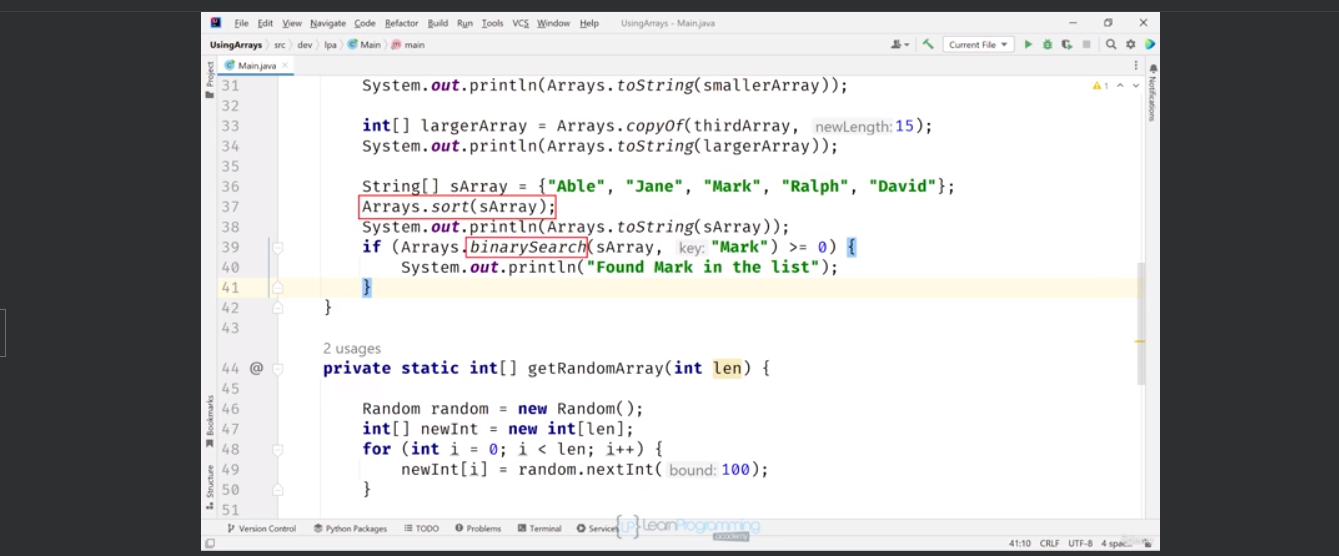 File Edit View Navigate Code Refactor Build Run Tools VCS Window Help UsingArrays - Main.java
UsingArrays src dev lpa Main main Current File
Main.java
Project
Notifications
1
31 System.out.println(Arrays.toString(smallerArray));
32
33 int[] largerArray = Arrays.copyOf(thirdArray, newLength: 15);
34 System.out.println(Arrays.toString(largerArray));
35
36 String[] sArray = {"Able", "Jane", "Mark", "Ralph", "David"};
37 Arrays.sort(sArray);
38 System.out.println(Arrays.toString(sArray));
39 if (Arrays.binarySearch(sArray, key: "Mark") >= 0) {
40 System.out.println("Found Mark in the list");
41 }
42 }
43
2 usages
44 @ private static int[] getRandomArray(int len) {
45
46 Random random = new Random();
47 int[] newInt = new int[len];
48 for (int i = 0; i < len; i++) {
49 newInt[i] = random.nextInt( bound: 100);
50 }
51
Bookmarks
Structure
Version Control Python Packages TODO Problems Terminal Services
{LP} LearnProgramming
academy
41:10 CRLF UTF-8 4 spac